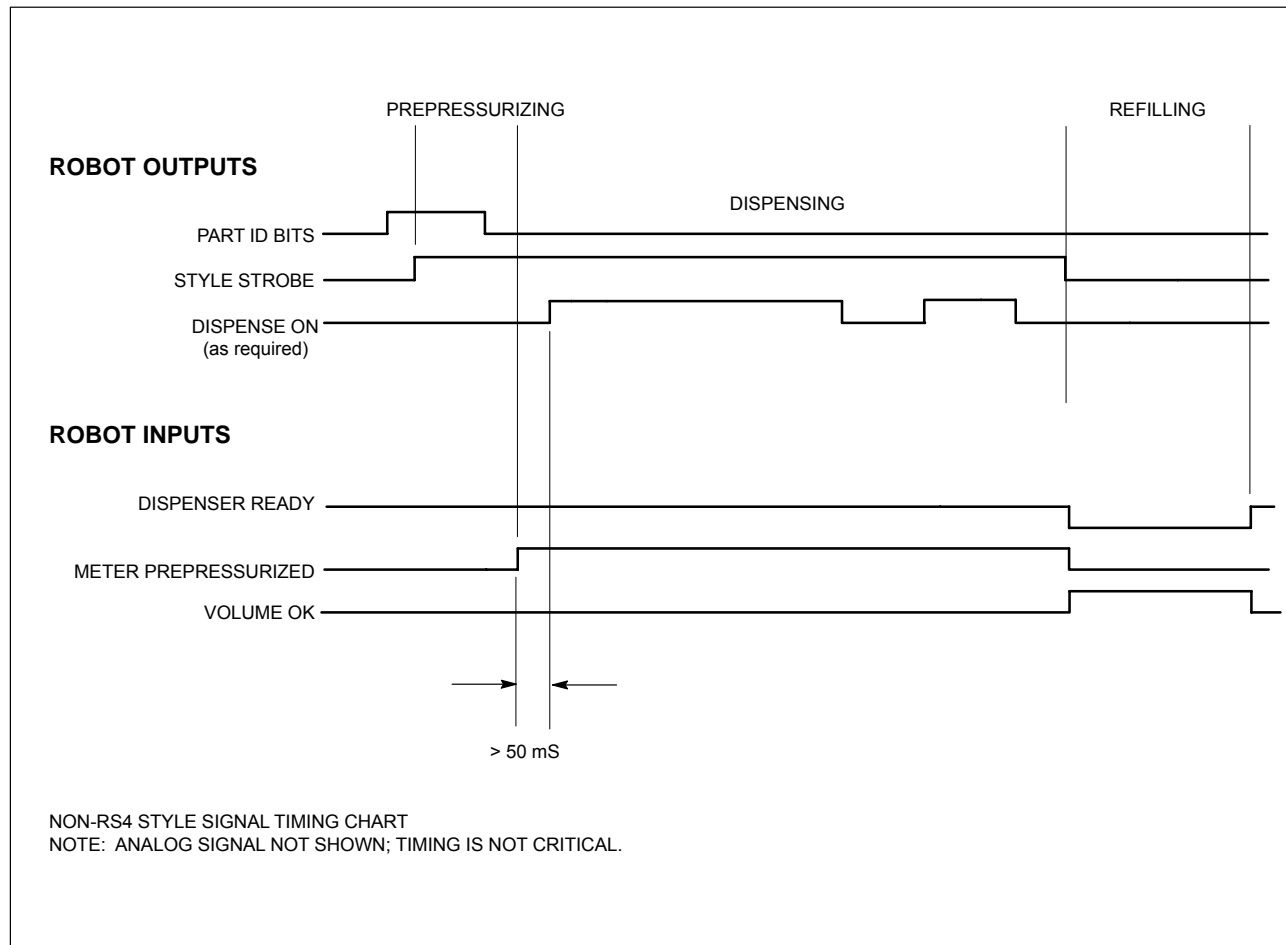 PREPRESSURIZING
REFILLING
ROBOT OUTPUTS
DISPENSING
PART ID BITS
STYLE STROBE
DISPENSE ON
(as required)
ROBOT INPUTS
DISPENSER READY
METER PREPRESSURIZED
VOLUME OK
> 50 mS
NON-RS4 STYLE SIGNAL TIMING CHART
NOTE: ANALOG SIGNAL NOT SHOWN; TIMING IS NOT CRITICAL.